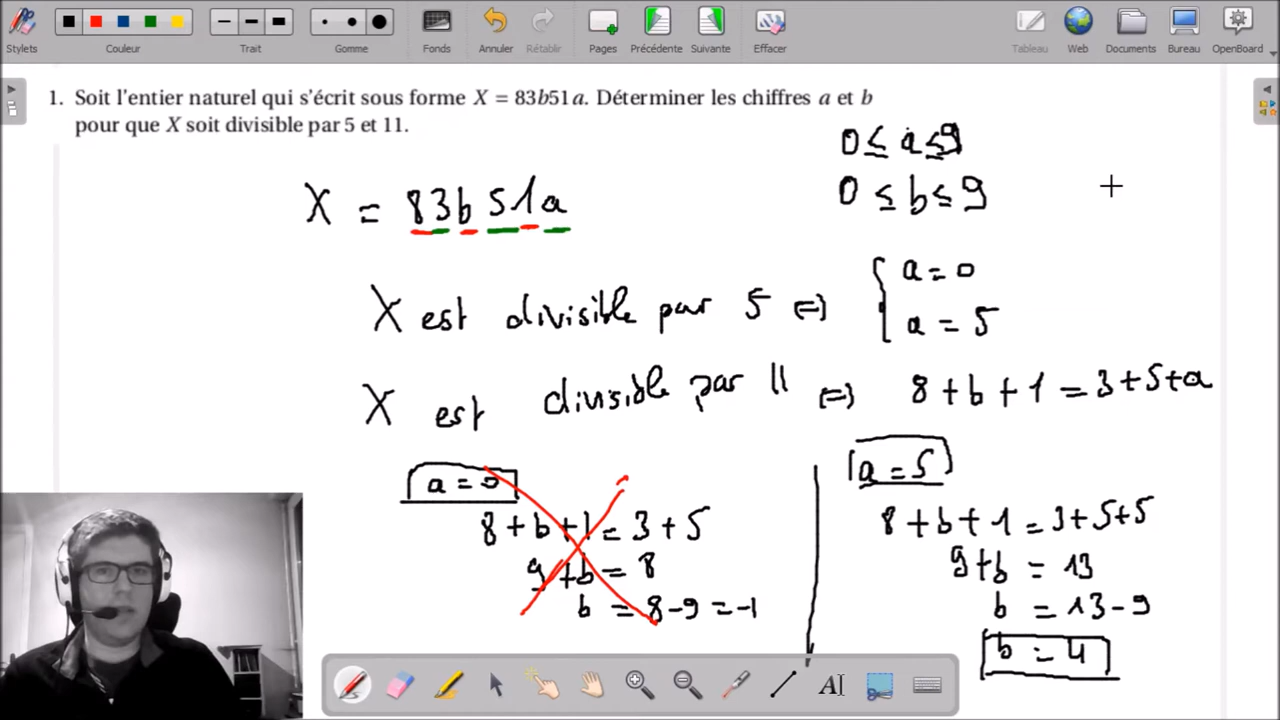 Stylets Couleur Trait Gomme Fonds Annuler Rétablir Pages Précédente Suivante Effacer Tableau Web Documents Bureau OpenBoard
1. Soit l'entier naturel qui s'écrit sous forme X = 83b51a. Déterminer les chiffres a et b
pour que X soit divisible par 5 et 11.
0 ≤ a ≤ 9
0 ≤ b ≤ 9
X = 83b51a
X est divisible par 5 ⇔ { a = 0
a = 5
X est divisible par 11 ⇔ 8+b+1 = 3+5+a
a = 0
8+b+1 = 3+5
9+b = 8
b = 8-9 = -1
a = 5
8+b+1 = 3+5+5
9+b = 13
b = 13-9
b = 4
AI